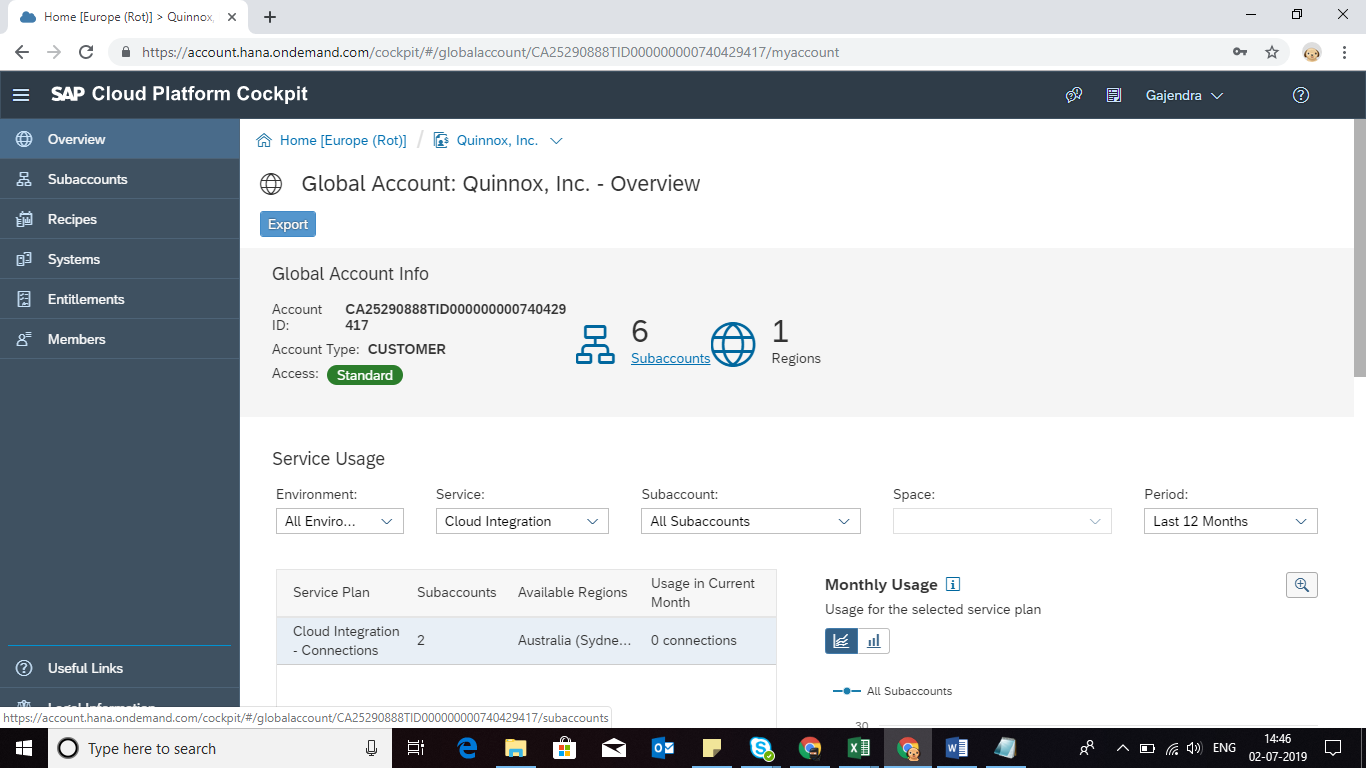 Home [Europe (Rot)] > Quinnox,
https://account.hana.ondemand.com/cockpit/#/globalaccount/CA25290888TID000000000740429417/myaccount
SAP Cloud Platform Cockpit
Gajendra
Overview
Subaccounts
Recipes
Systems
Entitlements
Members
Useful Links
Legal Information
Home [Europe (Rot)] / Quinnox, Inc.
Global Account: Quinnox, Inc. - Overview
Export
Global Account Info
Account ID: CA25290888TID000000000740429
417
Account Type: CUSTOMER
Access: Standard
6
Subaccounts
1
Regions
Service Usage
Environment: Service: Subaccount: Space: Period:
All Enviro... Cloud Integration All Subaccounts Last 12 Months
Service Plan Subaccounts Available Regions Usage in Current
Month
Cloud Integration
- Connections 2 Australia (Sydne... 0 connections
Monthly Usage
Usage for the selected service plan
All Subaccounts
30
https://account.hana.ondemand.com/cockpit/#/globalaccount/CA25290888TID000000000740429417/subaccounts
Type here to search
ENG
14:46
02-07-2019